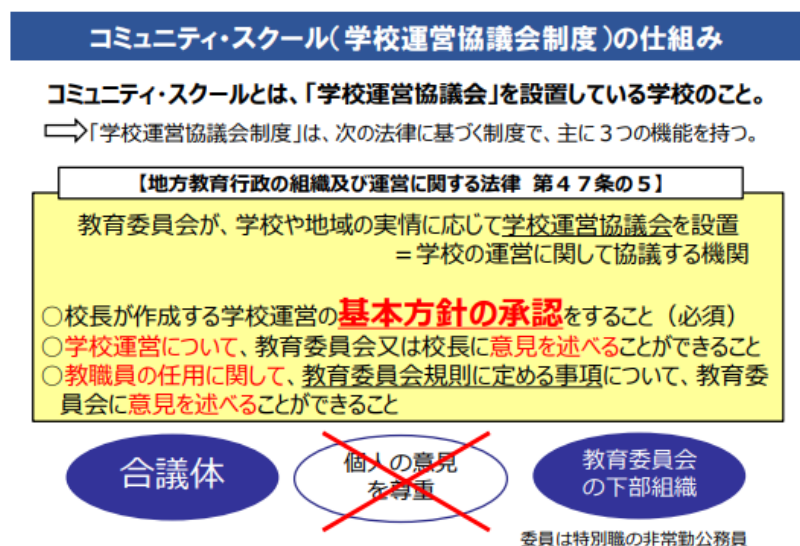 コミュニティ・スクール(学校運営協議会制度)の仕組み
コミュニティ・スクールとは、「学校運営協議会」を設置している学校のこと。
⇨「学校運営協議会制度」は、次の法律に基づく制度で、主に3つの機能を持つ。
【地方教育行政の組織及び運営に関する法律 第47条の5】
教育委員会が、学校や地域の実情に応じて学校運営協議会を設置
=学校の運営に関して協議する機関
○校長が作成する学校運営の基本方針の承認をすること(必須)
○学校運営について、教育委員会又は校長に意見を述べることができること
○教職員の任用に関して、教育委員会規則に定める事項について、教育委
員会に意見を述べることができること
合議体
個人の意見
を尊重
教育委員会
の下部組織
委員は特別職の非常勤公務員